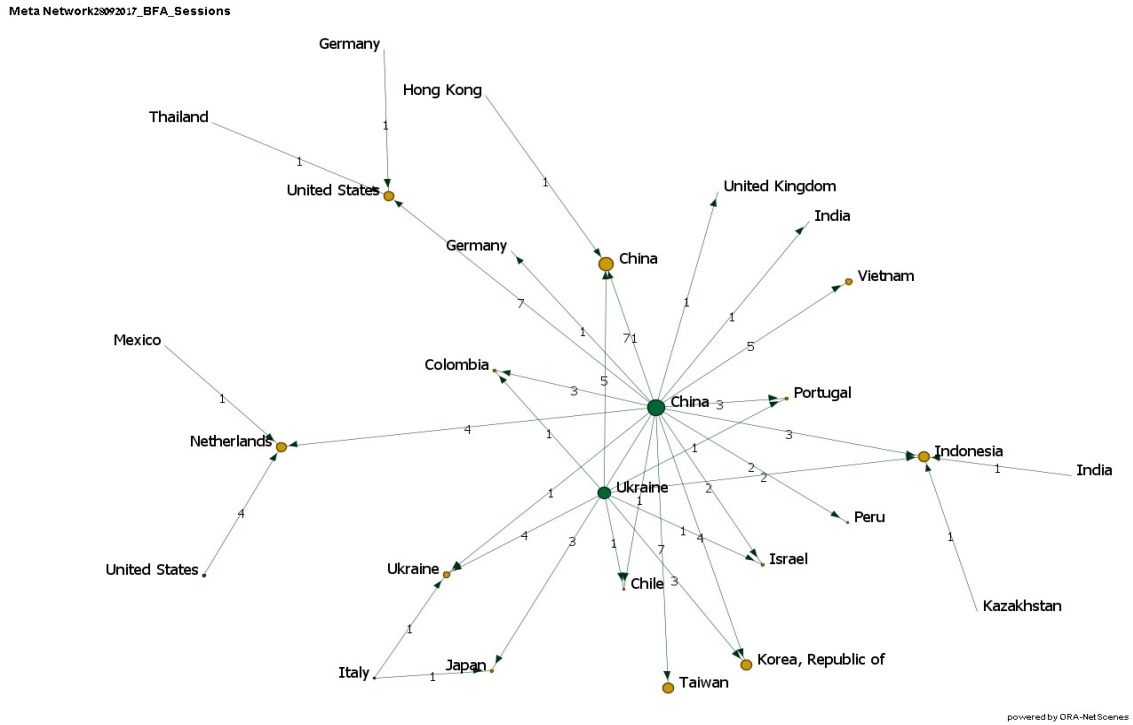 Meta Network28092017_BFA_Sessions
Germany
Hong Kong
Thailand
1
1
1
United States
United Kingdom
India
Germany
China
Vietnam
7
1
1
1
71
5
Mexico
Colombia
3
5
Portugal
1
China
3
Netherlands
4
1
3
Indonesia
1
2
2
1
India
Ukraine
1
2
1
4
Peru
4
3
1
1
4
1
7
Ukraine
Israel
United States
Chile
3
Kazakhstan
1
Italy
1
Japan
Korea, Republic of
Taiwan
powered by ORA-NetScenes